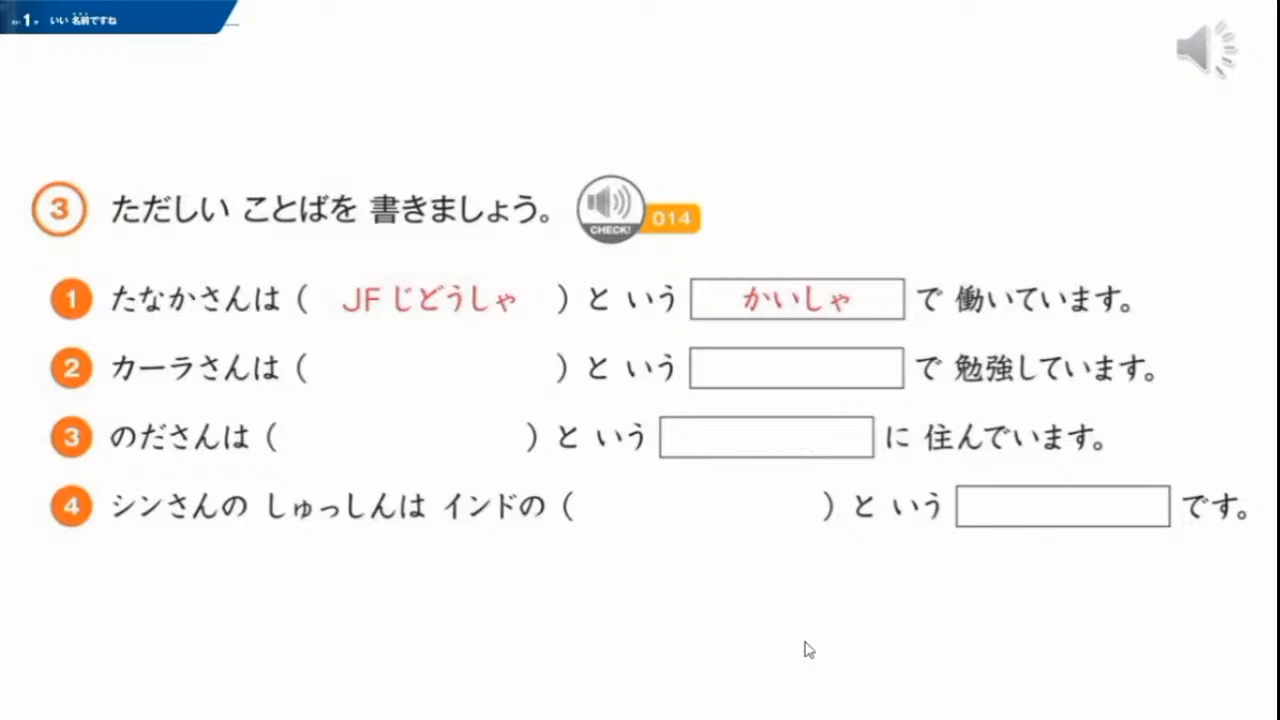 だい1か いい名前ですね
3 ただしい ことばを 書きましょう。 CHECK! 014
1 たなかさんは ( JFじどうしゃ ) と いう かいしゃ で 働いています。
2 カーラさんは ( ) と いう で 勉強しています。
3 のださんは ( ) と いう に 住んでいます。
4 シンさんの しゅっしんは インドの ( ) と いう です。